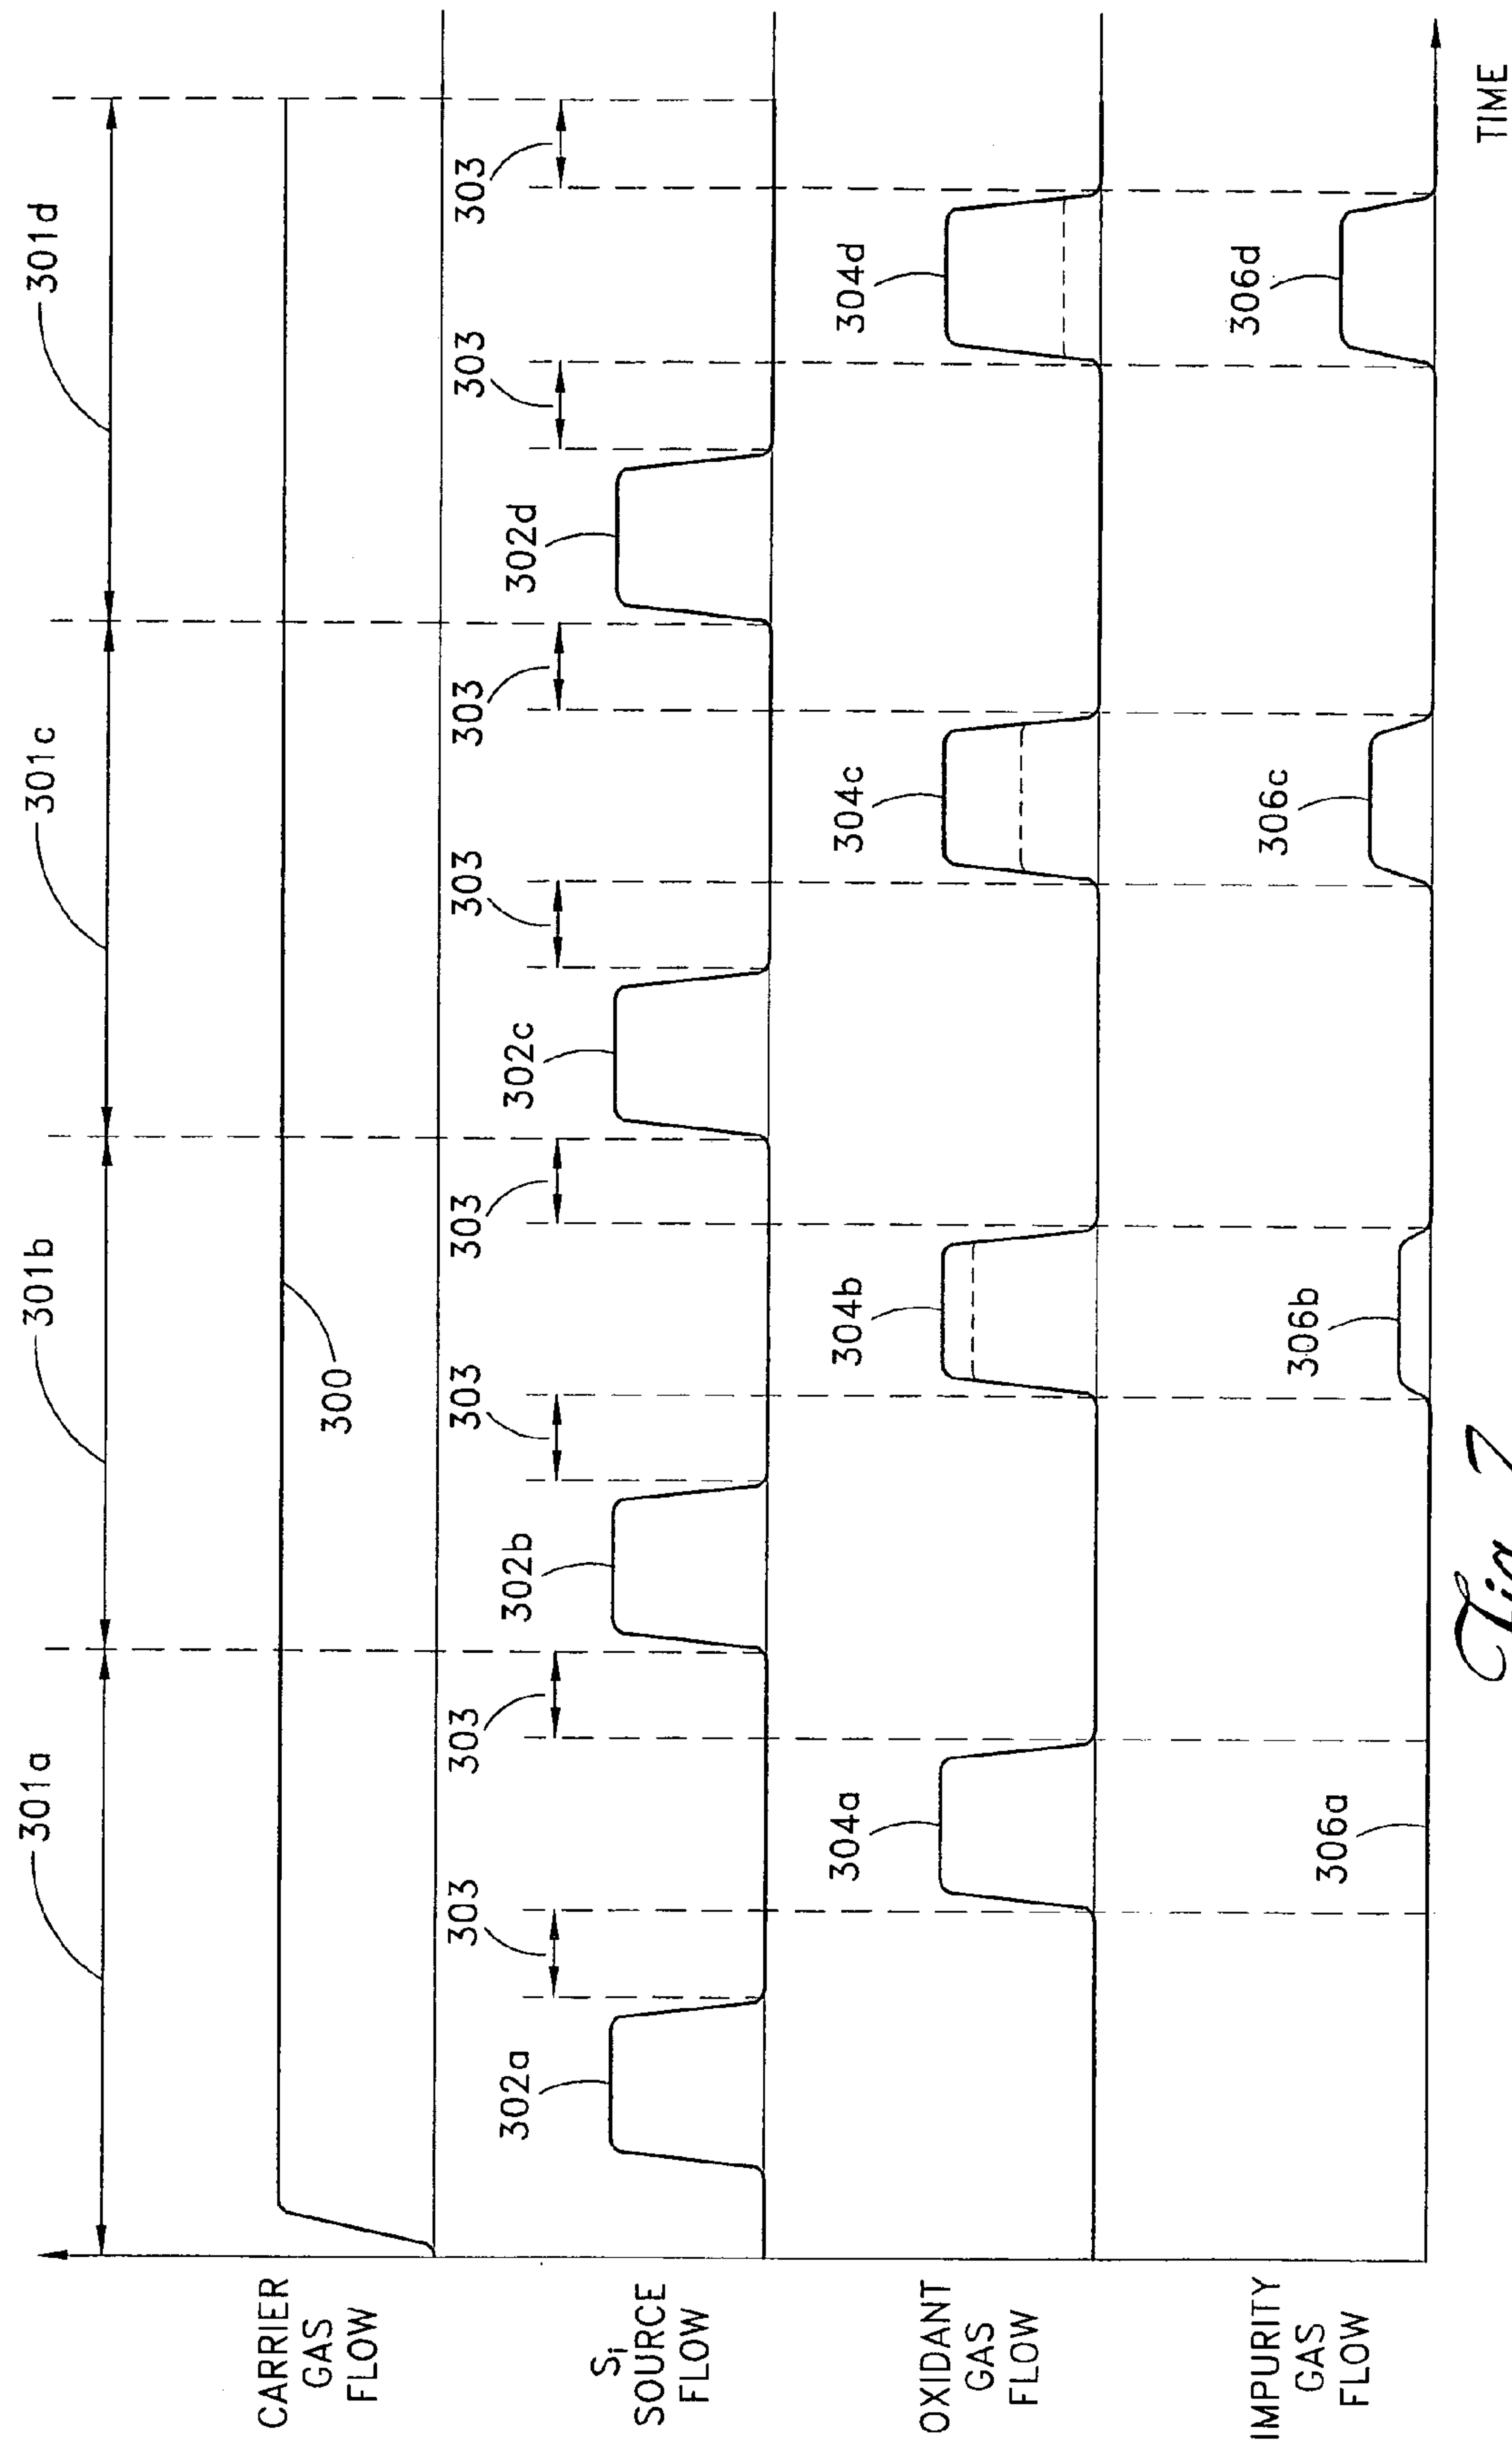 301a
301b
301c
301d
CARRIER
GAS
FLOW
300
Si
SOURCE
FLOW
302a
303
303
302b
303
303
302c
303
303
302d
303
303
OXIDANT
GAS
FLOW
304a
304b
304c
304d
IMPURITY
GAS
FLOW
306a
306b
306c
306d
TIME